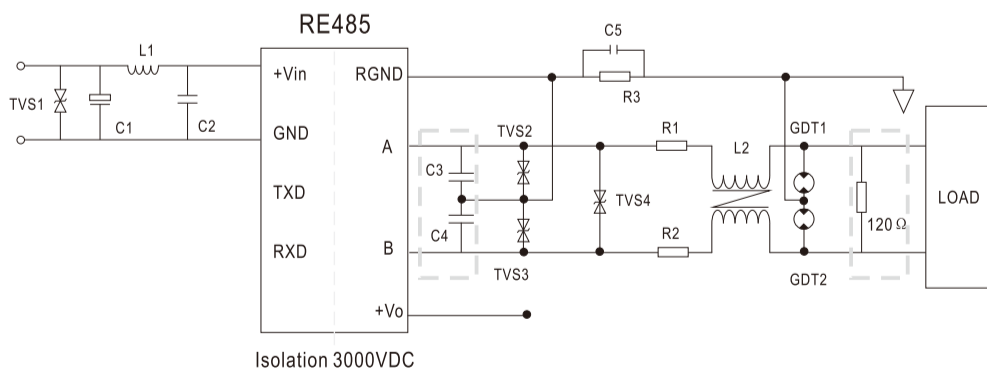 RE485
C5
L1
+Vin
RGND
R3
TVS1
C1
C2
GND
A
TVS2
R1
L2
GDT1
C3
TXD
TVS4
LOAD
C4
120 Ω
RXD
B
R2
TVS3
GDT2
+Vo
Isolation 3000VDC